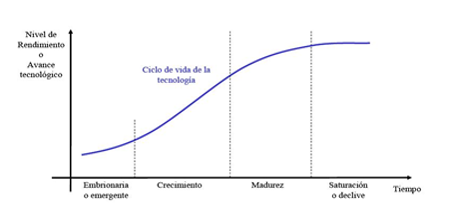 Nivel de
Rendimiento
o
Avance
tecnológico
Ciclo de vida de la
tecnología
Embrionaria
o emergente
Crecimiento
Madurez
Saturación
o declive
Tiempo